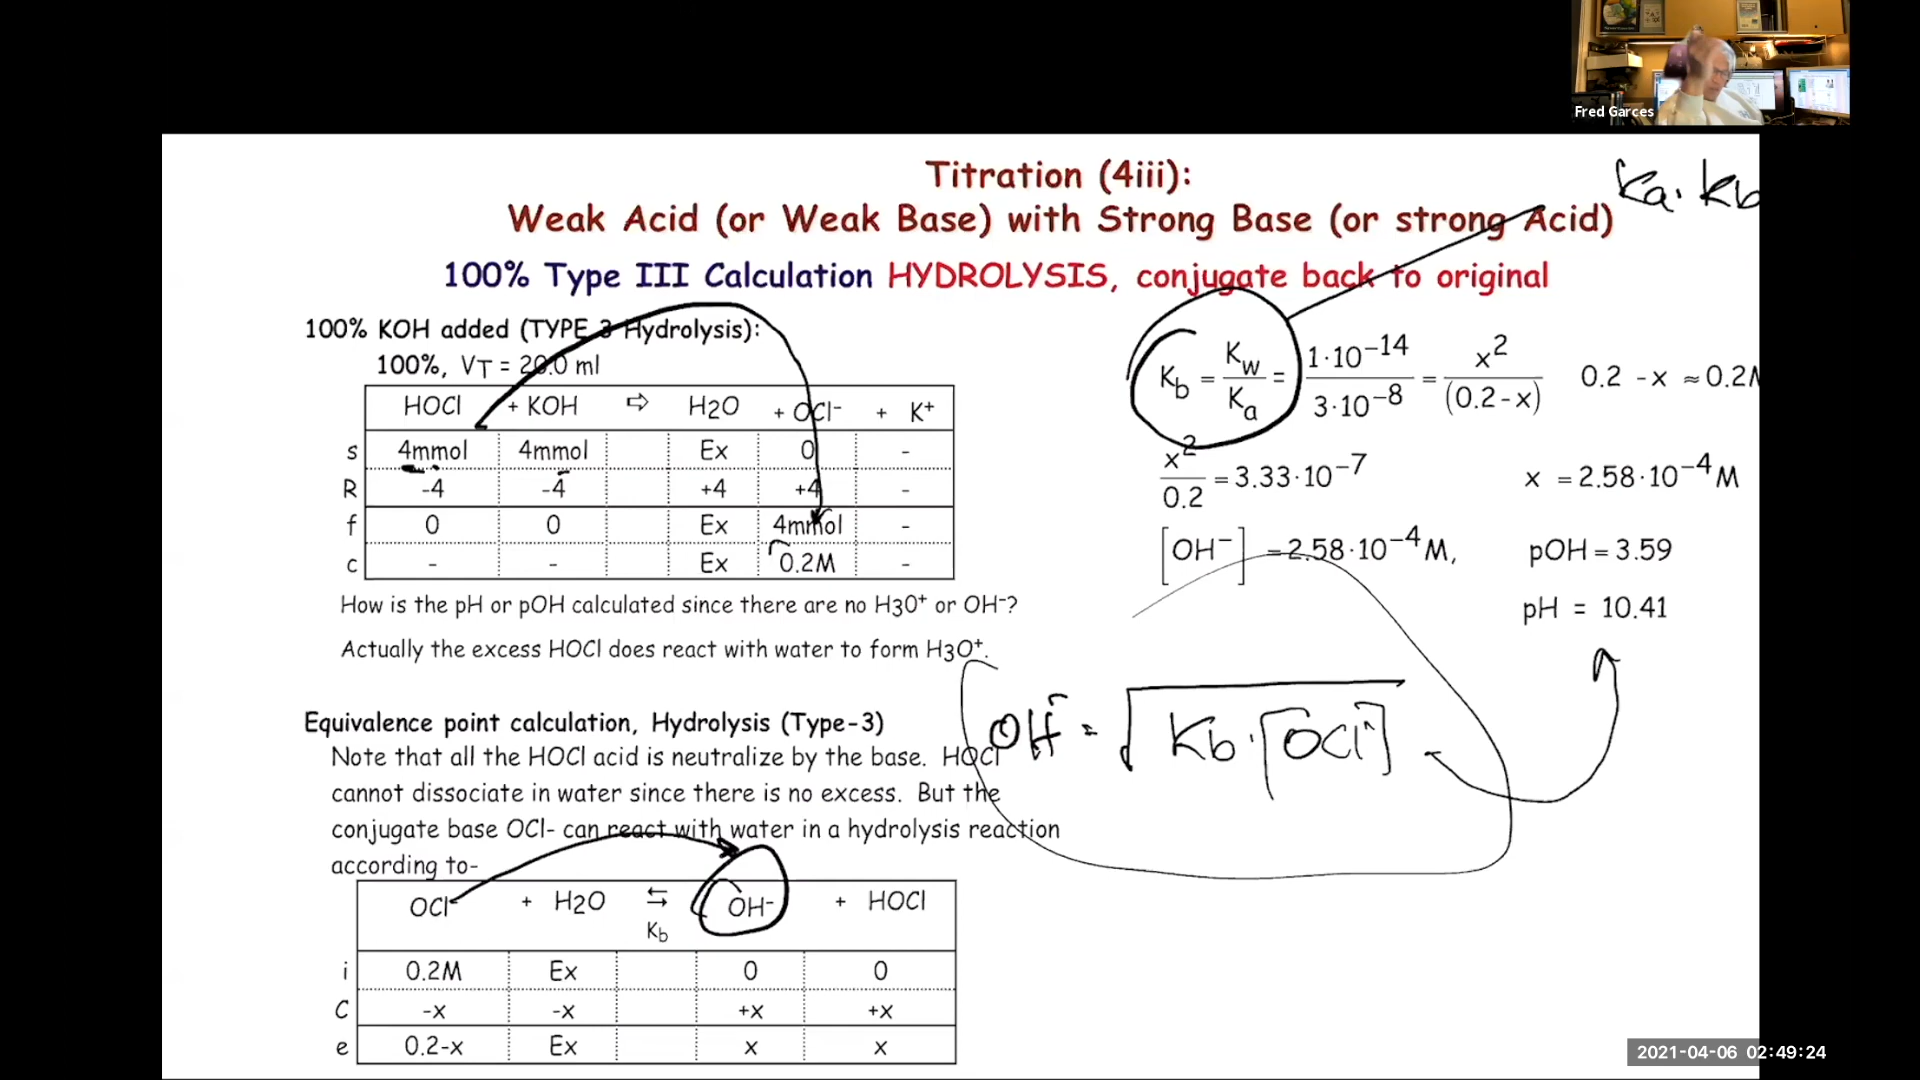 Fred Garces
Titration (4iii):
Ka · Kb
Weak Acid (or Weak Base) with Strong Base (or strong Acid)
100% Type III Calculation HYDROLYSIS, conjugate back to original
100% KOH added (TYPE 3 Hydrolysis):
100%, VT = 20.0 ml
HOCl + KOH ⇨ H2O + OCl- + K+
s 4mmol 4mmol Ex 0 -
R -4 -4 +4 +4 -
f 0 0 Ex 4mmol -
c - - Ex 0.2M -
How is the pH or pOH calculated since there are no H3O+ or OH-?
Actually the excess HOCl does react with water to form H3O+.
Kb = Kw/Ka = 1·10-14/3·10-8 = x2/(0.2-x) 0.2 -x ≈0.2M
x2/0.2 = 3.33·10-7 x = 2.58·10-4 M
[OH-] = 2.58·10-4 M, pOH = 3.59
pH = 10.41
OH- = √Kb·[OCl-]
Equivalence point calculation, Hydrolysis (Type-3)
Note that all the HOCl acid is neutralize by the base. HOCl
cannot dissociate in water since there is no excess. But the
conjugate base OCl- can react with water in a hydrolysis reaction
according to-
OCl- + H2O ⇆ OH- + HOCl
Kb
i 0.2M Ex 0 0
C -x -x +x +x
e 0.2-x Ex x x
2021-04-06 02:49:24